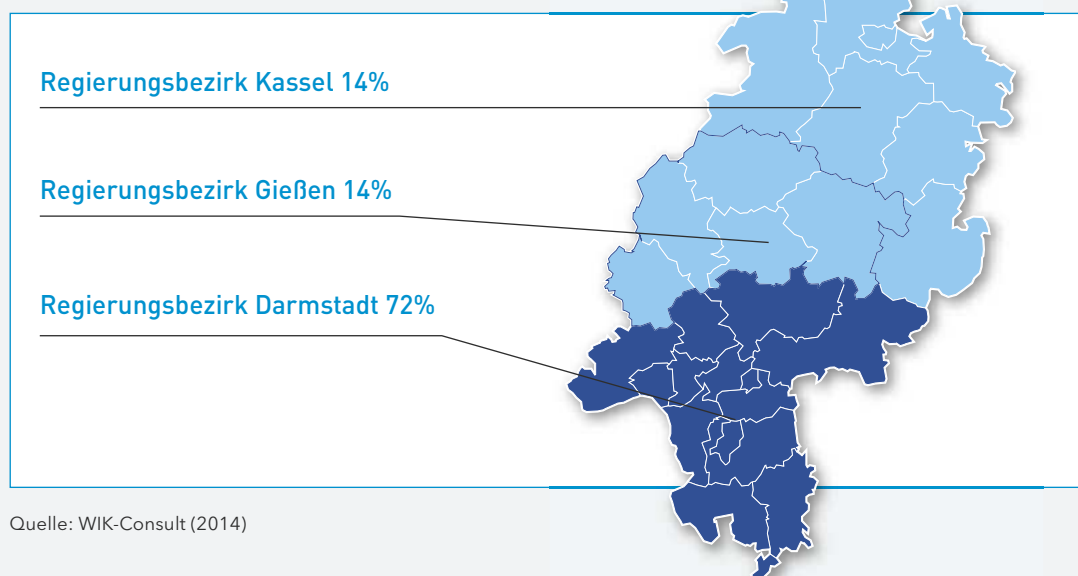 Regierungsbezirk Kassel 14%
Regierungsbezirk Gießen 14%
Regierungsbezirk Darmstadt 72%
Quelle: WIK-Consult (2014)